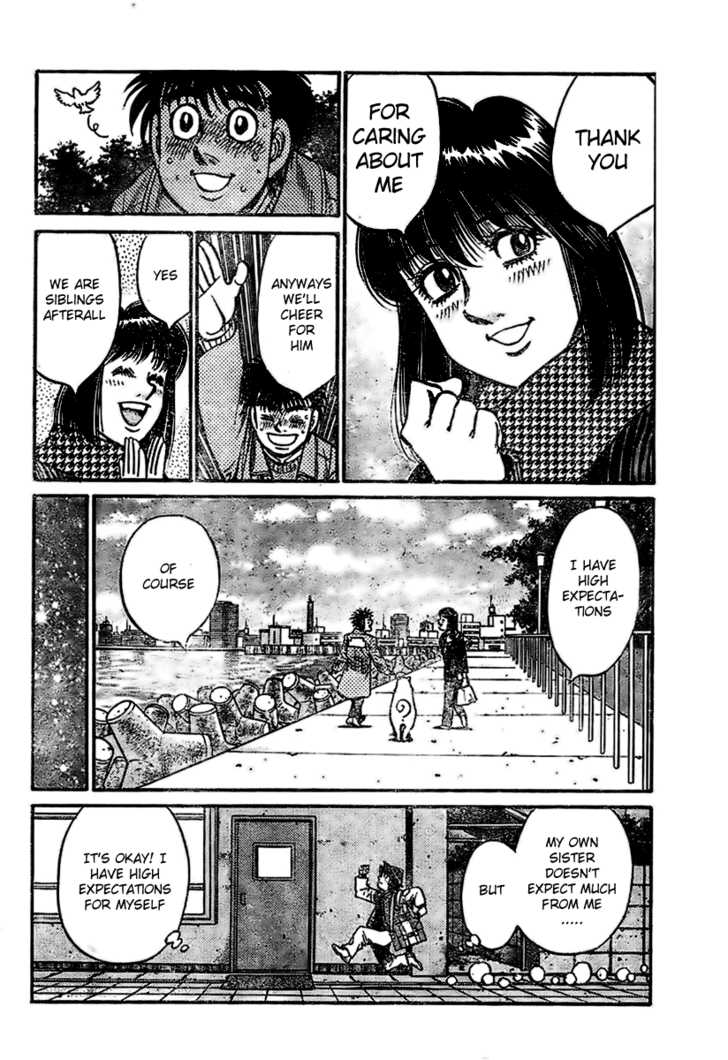 THANK
YOU
FOR
CARING
ABOUT
ME
ANYWAYS
WE'LL
CHEER
FOR
HIM
YES
WE ARE
SIBLINGS
AFTERALL
I HAVE
HIGH
EXPECTA-
TIONS
OF
COURSE
MY OWN
SISTER
DOESN'T
EXPECT MUCH
FROM ME
.....
BUT
IT'S OKAY! I
HAVE HIGH
EXPECTATIONS
FOR MYSELF